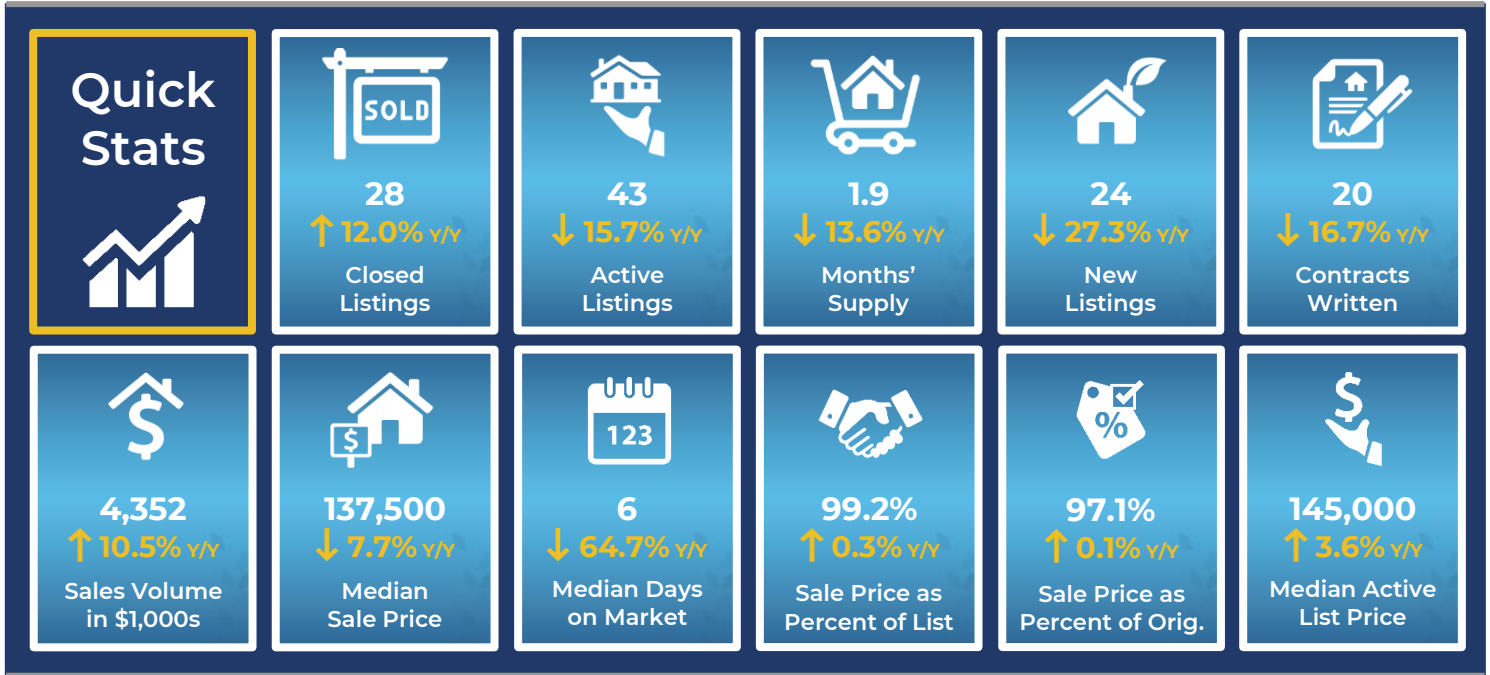 Quick
Stats
SOLD
28
↑ 12.0% Y/Y
Closed
Listings
43
↓ 15.7% Y/Y
Active
Listings
1.9
↓ 13.6% Y/Y
Months’
Supply
24
↓ 27.3% Y/Y
New
Listings
20
↓ 16.7% Y/Y
Contracts
Written
$
4,352
↑ 10.5% Y/Y
Sales Volume
in $1,000s
$
137,500
↓ 7.7% Y/Y
Median
Sale Price
123
6
↓ 64.7% Y/Y
Median Days
on Market
99.2%
↑ 0.3% Y/Y
Sale Price as
Percent of List
%
97.1%
↑ 0.1% Y/Y
Sale Price as
Percent of Orig.
$
145,000
↑ 3.6% Y/Y
Median Active
List Price